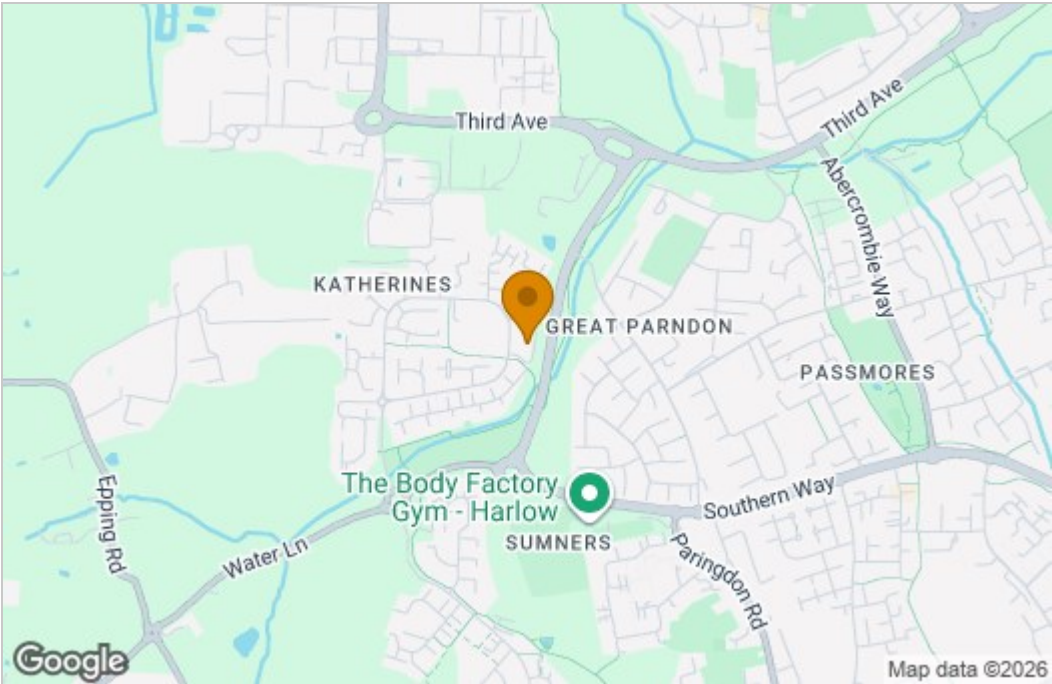 Third Ave
Third Ave
Abercrombie Way
KATHERINES
GREAT PARNDON
PASSMORES
The Body Factory
Gym - Harlow
Southern Way
Epping Rd
SUMNERS
Water Ln
Paringdon Rd
Google
Map data ©2026